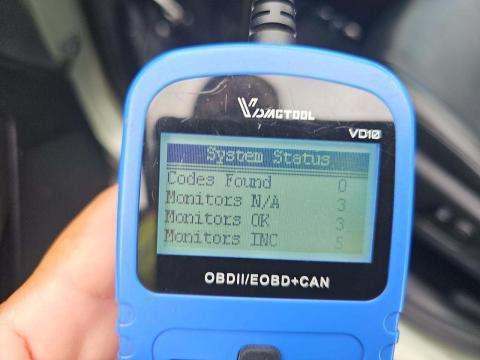 VDIAGTOOL
VD10
System Status
Codes Found 0
Monitors N/A 3
Monitors OK 3
Monitors INC 5
OBDII/EOBD+CAN